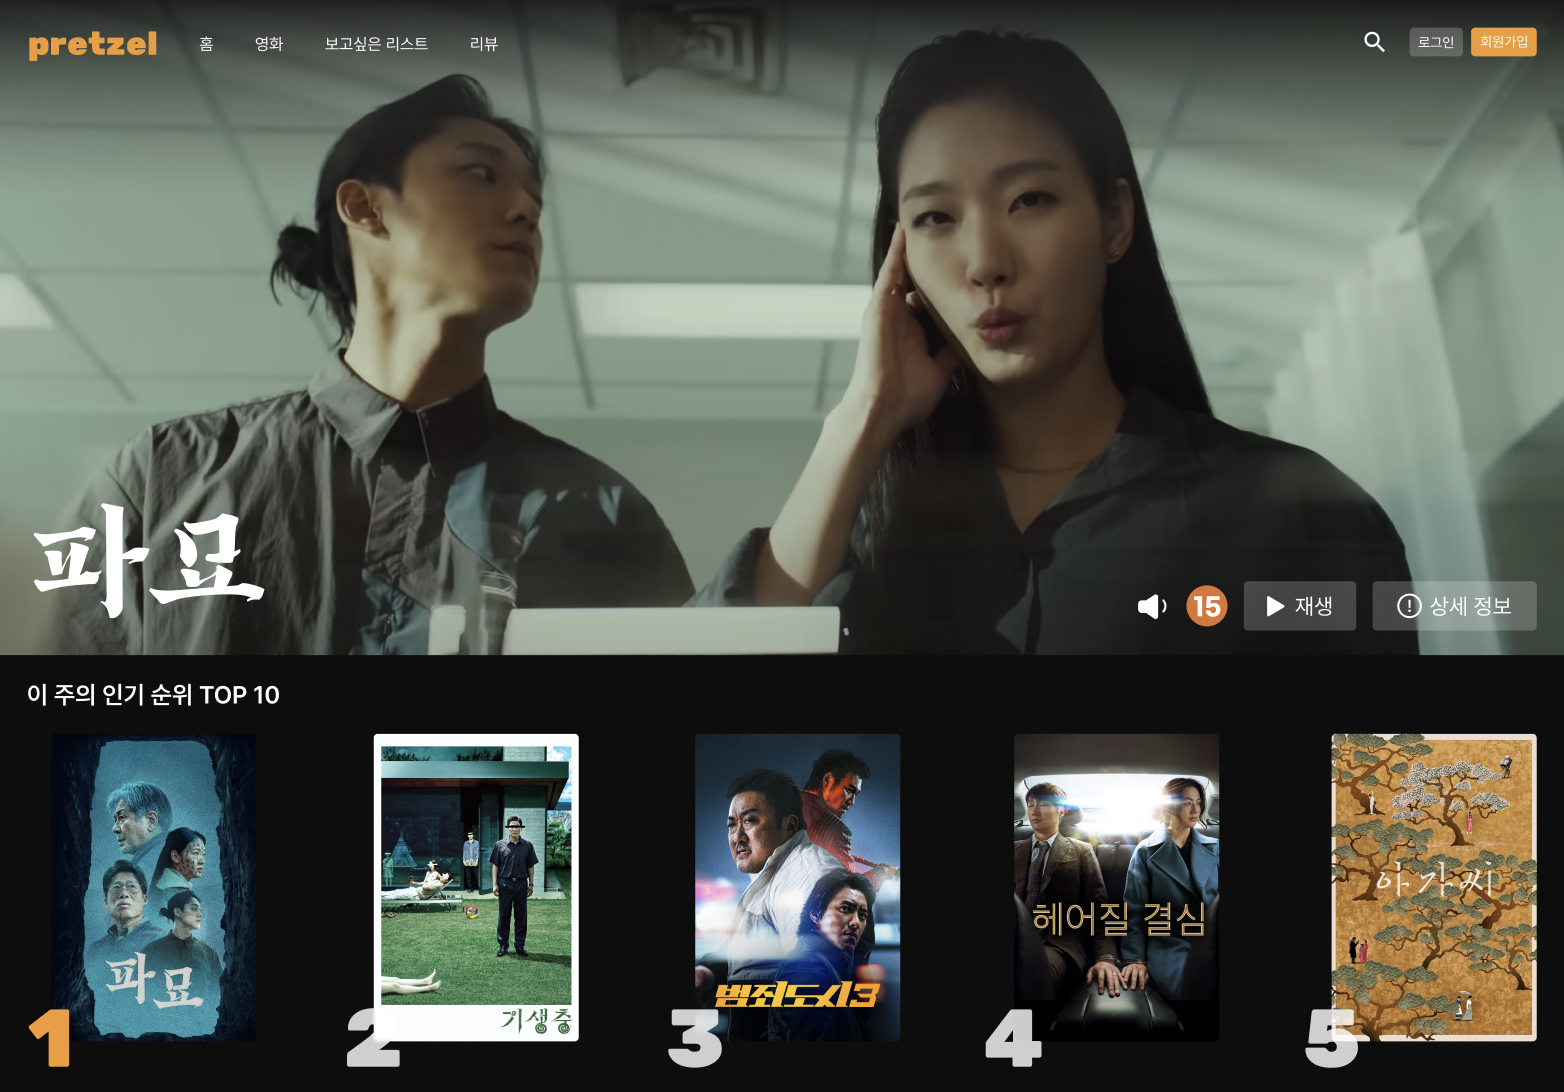 pretzel 홈 영화 보고싶은 리스트 리뷰 로그인 회원가입
파묘
15 재생 상세 정보
이 주의 인기 순위 TOP 10
파묘
1
기생충
2
범죄도시3
3
헤어질 결심
4
아가씨
5